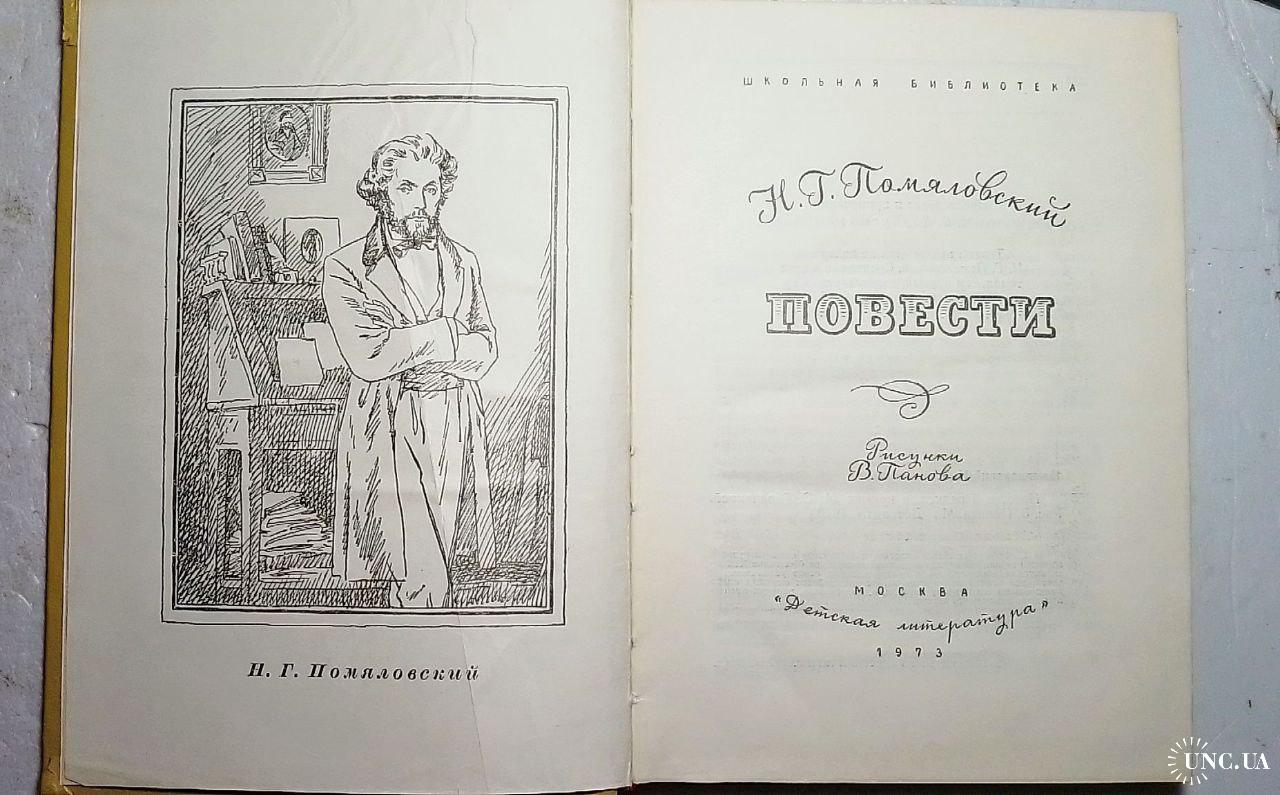 Н. Г. Помяловский
ШКОЛЬНАЯ БИБЛИОТЕКА
Н. Г. Помяловский
ПОВЕСТИ
Рисунки
В. Панова
МОСКВА
"Детская литература"
1973
UNC.UA